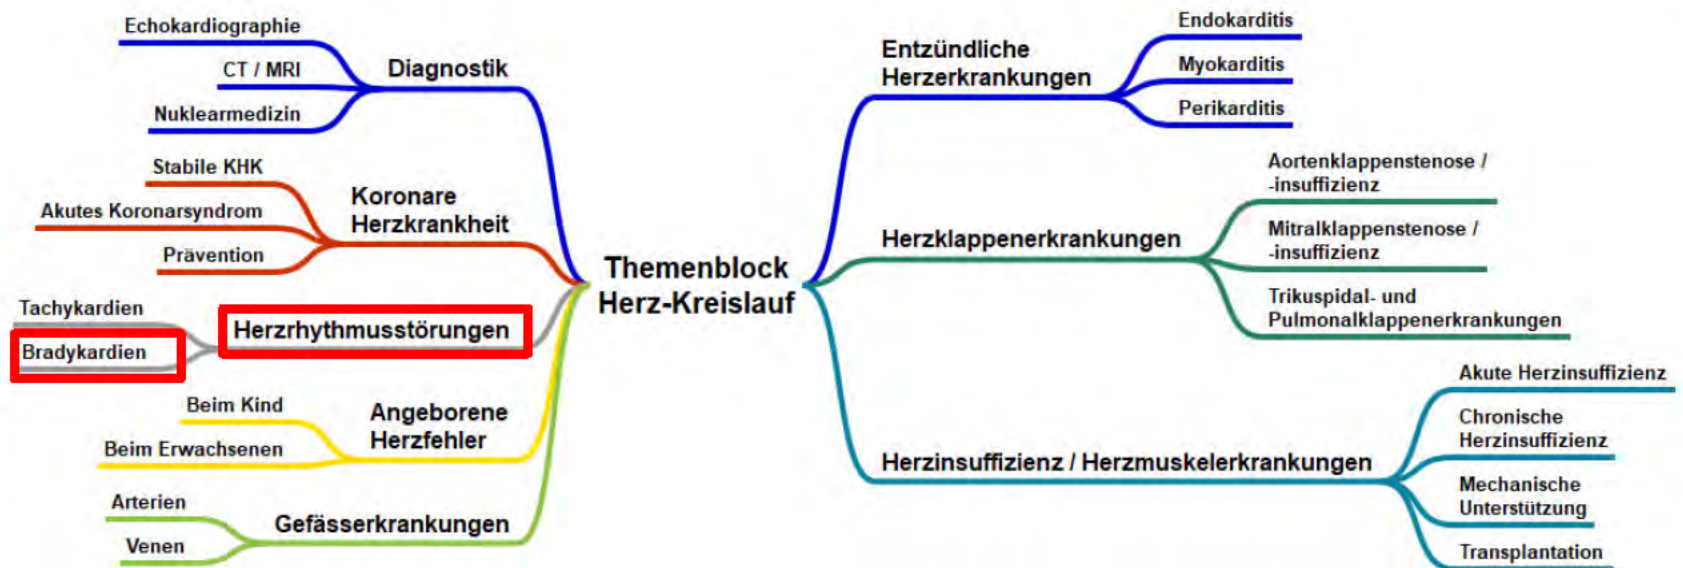 Echokardiographie
CT / MRI
Nuklearmedizin
Diagnostik
Stabile KHK
Akutes Koronarsyndrom
Prävention
Koronare
Herzkrankheit
Tachykardien
Bradykardien
Herzrhythmusstörungen
Beim Kind
Beim Erwachsenen
Angeborene
Herzfehler
Arterien
Venen
Gefässerkrankungen
Themenblock
Herz-Kreislauf
Entzündliche
Herzerkrankungen
Endokarditis
Myokarditis
Perikarditis
Herzklappenerkrankungen
Aortenklappenstenose /
-insuffizienz
Mitralklappenstenose /
-insuffizienz
Trikuspidal- und
Pulmonalklappenerkrankungen
Herzinsuffizienz / Herzmuskelerkrankungen
Akute Herzinsuffizienz
Chronische
Herzinsuffizienz
Mechanische
Unterstützung
Transplantation